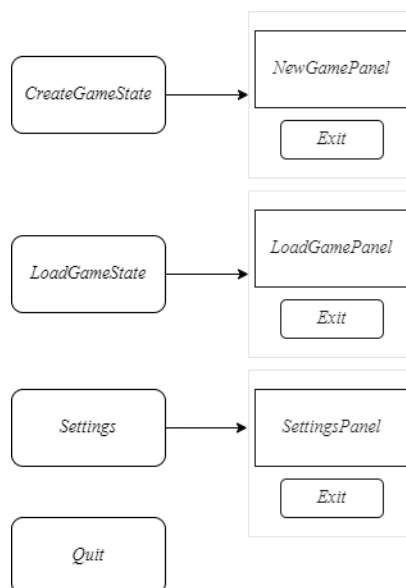 CreateGameState
NewGamePanel
Exit
LoadGameState
LoadGamePanel
Exit
Settings
SettingsPanel
Exit
Quit